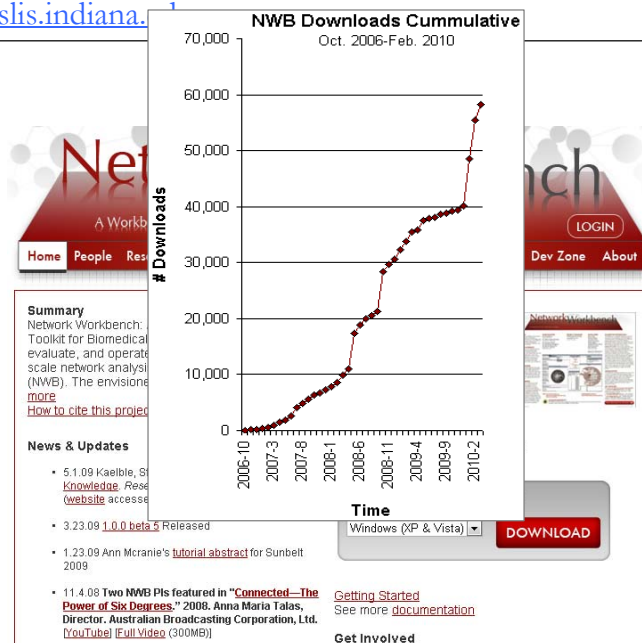 slis.indiana.
NWB Downloads Cummulative
Oct. 2006-Feb. 2010
70,000
60,000
50,000
40,000
30,000
20,000
10,000
0
# Downloads
2006-10
2007-3
2007-8
2008-1
2008-6
2008-11
2009-4
2009-9
2010-2
Time
Net
nch
A Workb
LOGIN
Home People Res
Dev Zone About
Summary
Network Workbench:
Toolkit for Biomedical
evaluate, and operate
scale network analysi
(NWB). The envisione
more
How to cite this projec
NetworkWorkbench
News & Updates
• 5.1.09 Kaelble, St
Knowledge. Rese
(website accesse
• 3.23.09 1.0.0 beta 5 Released
• 1.23.09 Ann Mcranie's tutorial abstract for Sunbelt
2009
• 11.4.08 Two NWB PIs featured in "Connected—The
Power of Six Degrees." 2008. Anna Maria Talas,
Director. Australian Broadcasting Corporation, Ltd.
[YouTube] [Full Video (300MB)]
Windows (XP & Vista)
DOWNLOAD
Getting Started
See more documentation
Get Involved